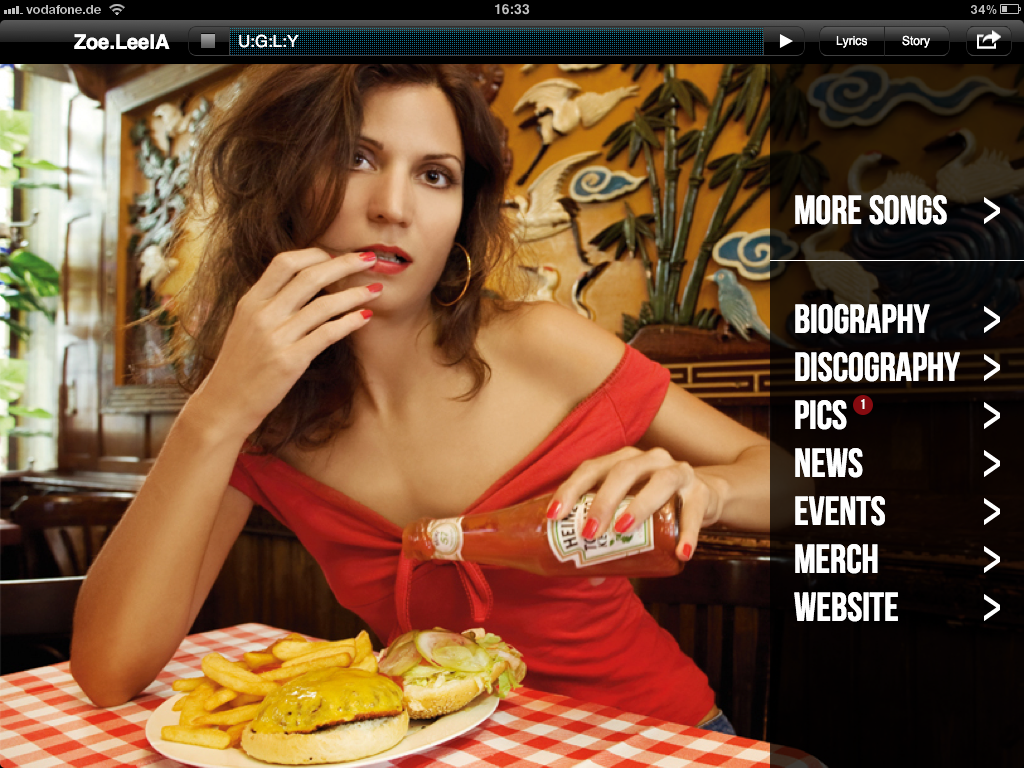 vodafone.de
16:33
34%
Zoe.LeelA
U:G:L:Y
Lyrics
Story
MORE SONGS >
BIOGRAPHY >
DISCOGRAPHY >
PICS 1 >
NEWS >
EVENTS >
MERCH >
WEBSITE >
HEINZ
57